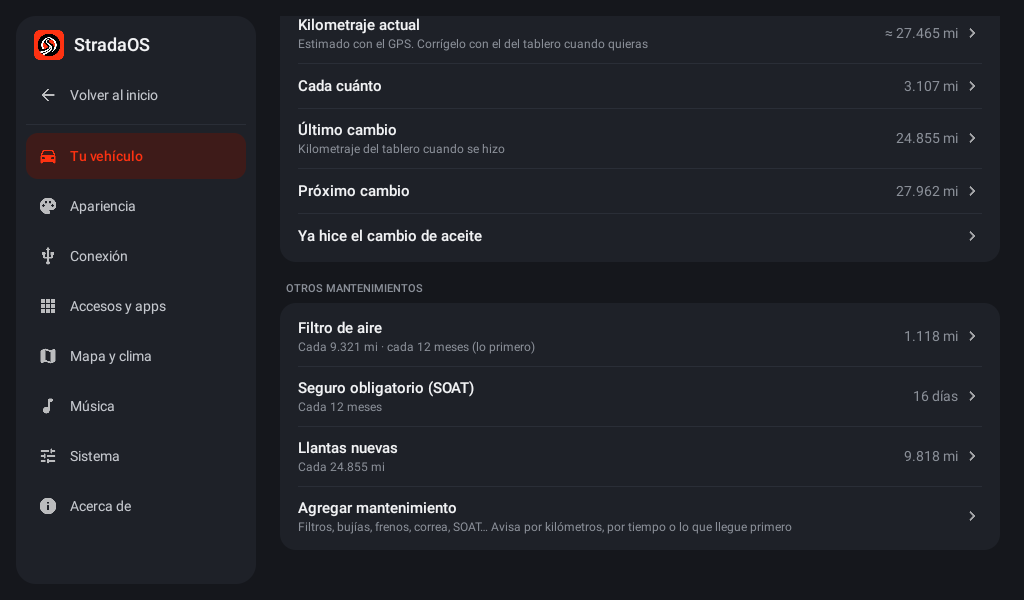 StradaOS
Volver al inicio
Tu vehículo
Apariencia
Conexión
Accesos y apps
Mapa y clima
Música
Sistema
Acerca de
Kilometraje actual
Estimado con el GPS. Corrígelo con el del tablero cuando quieras
≈ 27.465 mi
Cada cuánto
3.107 mi
Último cambio
Kilometraje del tablero cuando se hizo
24.855 mi
Próximo cambio
27.962 mi
Ya hice el cambio de aceite
OTROS MANTENIMIENTOS
Filtro de aire
Cada 9.321 mi · cada 12 meses (lo primero)
1.118 mi
Seguro obligatorio (SOAT)
Cada 12 meses
16 días
Llantas nuevas
Cada 24.855 mi
9.818 mi
Agregar mantenimiento
Filtros, bujías, frenos, correa, SOAT… Avisa por kilómetros, por tiempo o lo que llegue primero